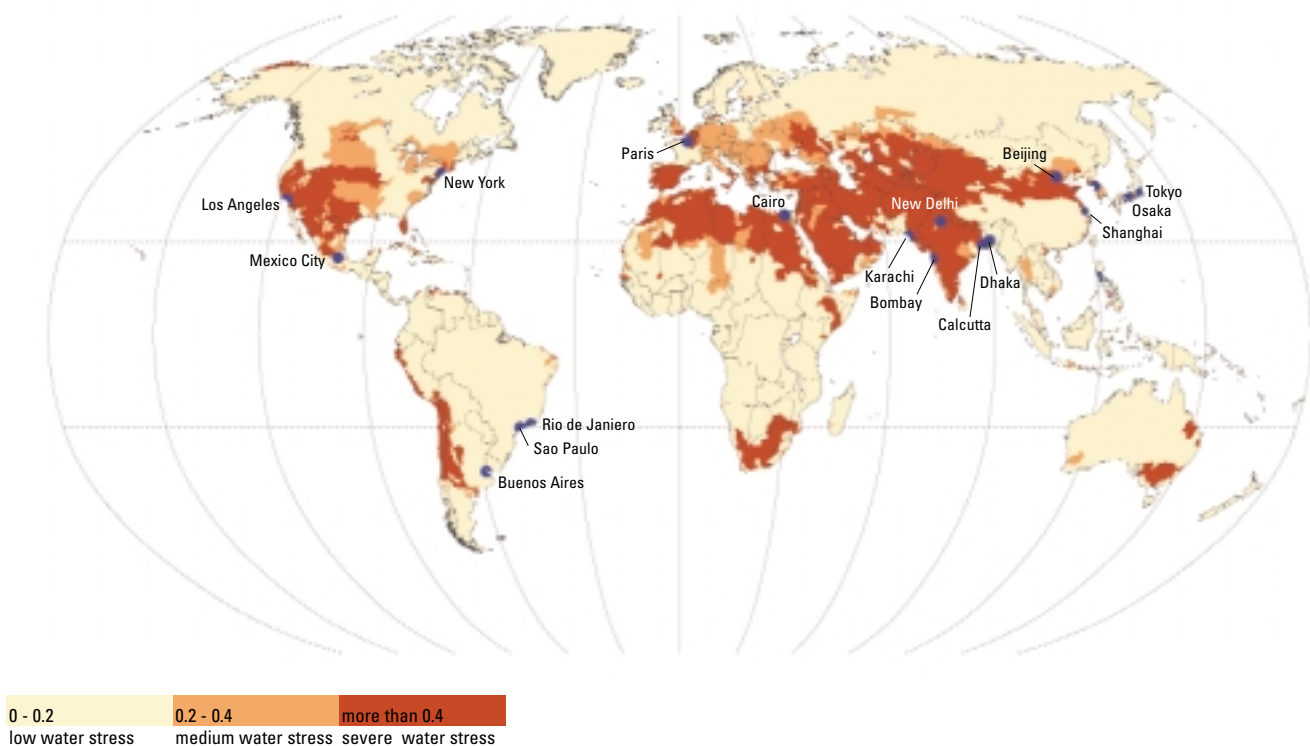 Paris
Beijing
New York
Tokyo
Los Angeles
Cairo
New Delhi
Osaka
Shanghai
Mexico City
Karachi
Dhaka
Bombay
Calcutta
Rio de Janiero
Sao Paulo
Buenos Aires
0 - 0.2
0.2 - 0.4
more than 0.4
low water stress
medium water stress
severe water stress